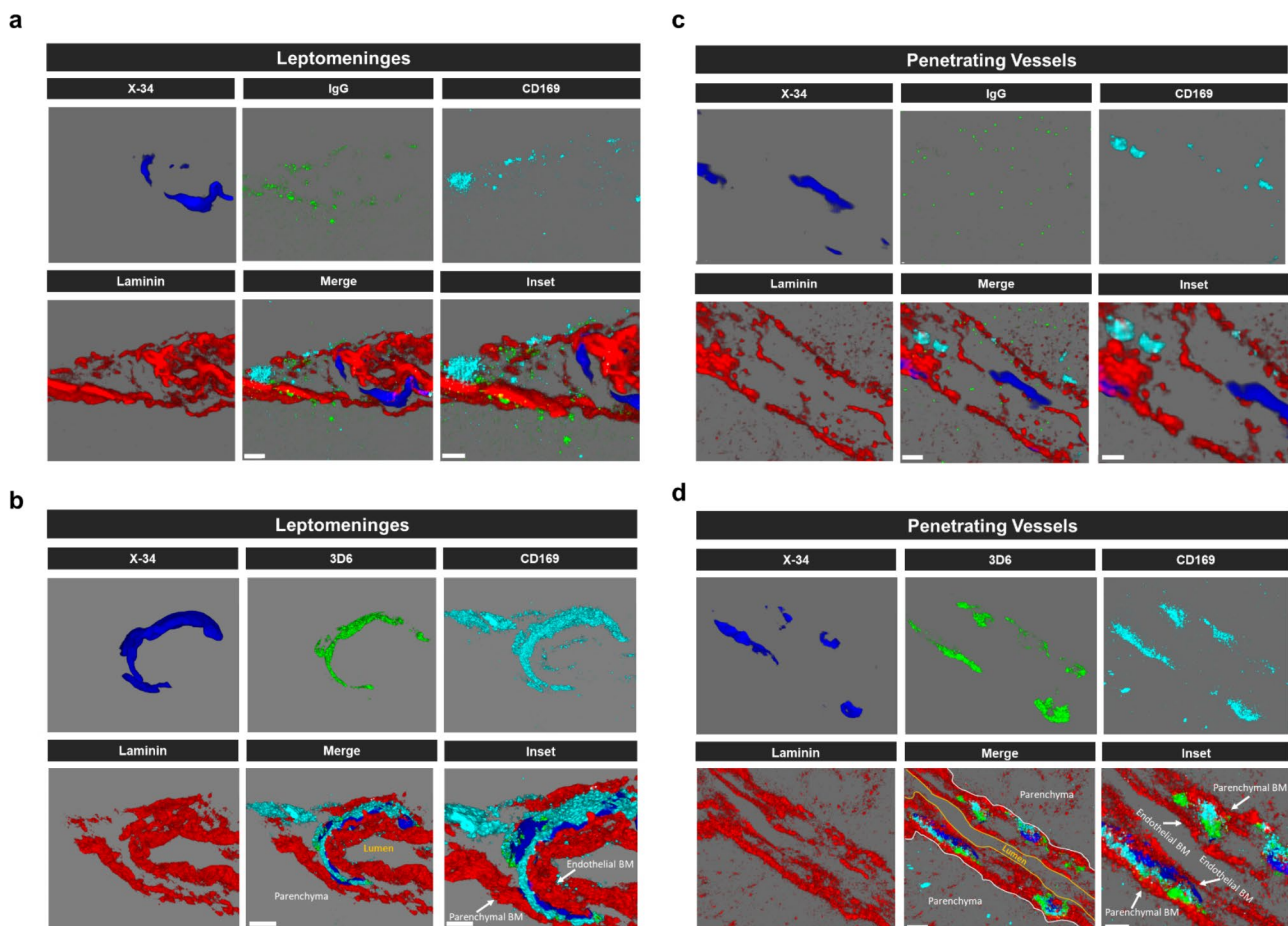 a
Leptomeninges
X-34
IgG
CD169
Laminin
Merge
Inset
c
Penetrating Vessels
X-34
IgG
CD169
Laminin
Merge
Inset
b
Leptomeninges
X-34
3D6
CD169
Laminin
Merge
Inset
Lumen
Parenchyma
Endothelial BM
Parenchymal BM
d
Penetrating Vessels
X-34
3D6
CD169
Laminin
Merge
Inset
Parenchyma
Lumen
Parenchyma
Parenchymal BM
Endothelial BM
Endothelial BM
Parenchymal BM